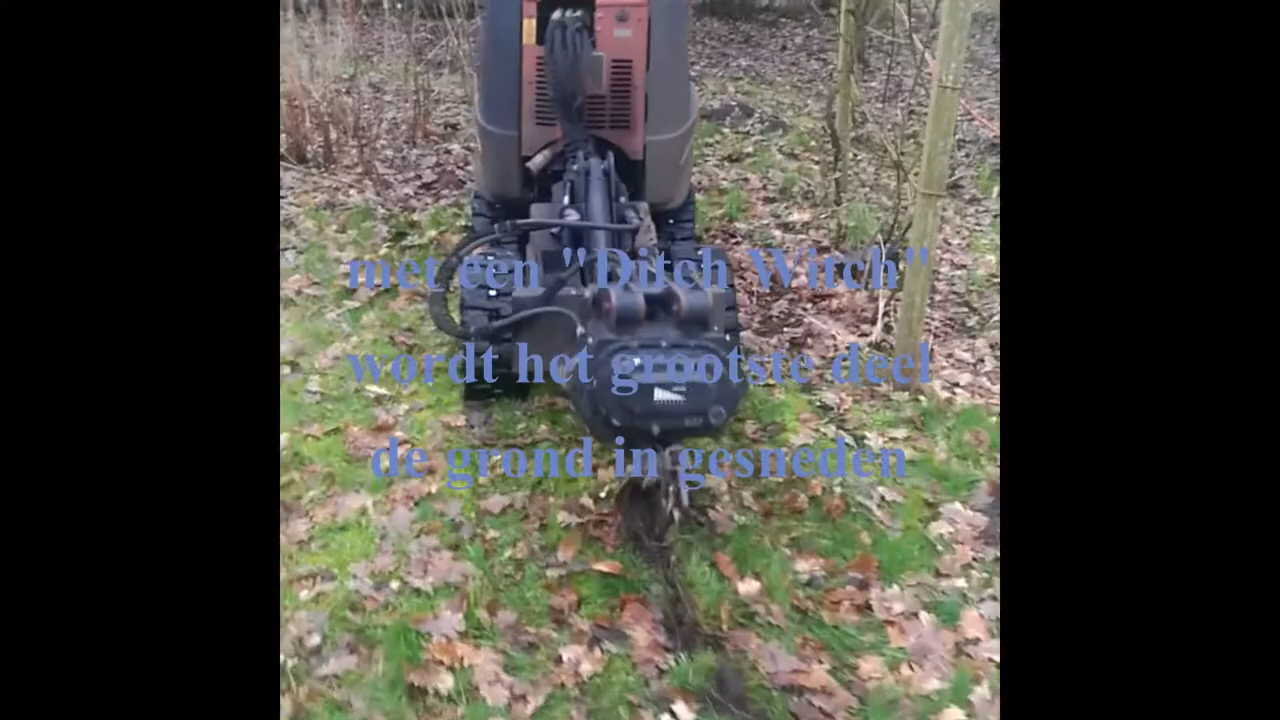 met een "Ditch Witch"
wordt het grootste deel
de grond in gesneden